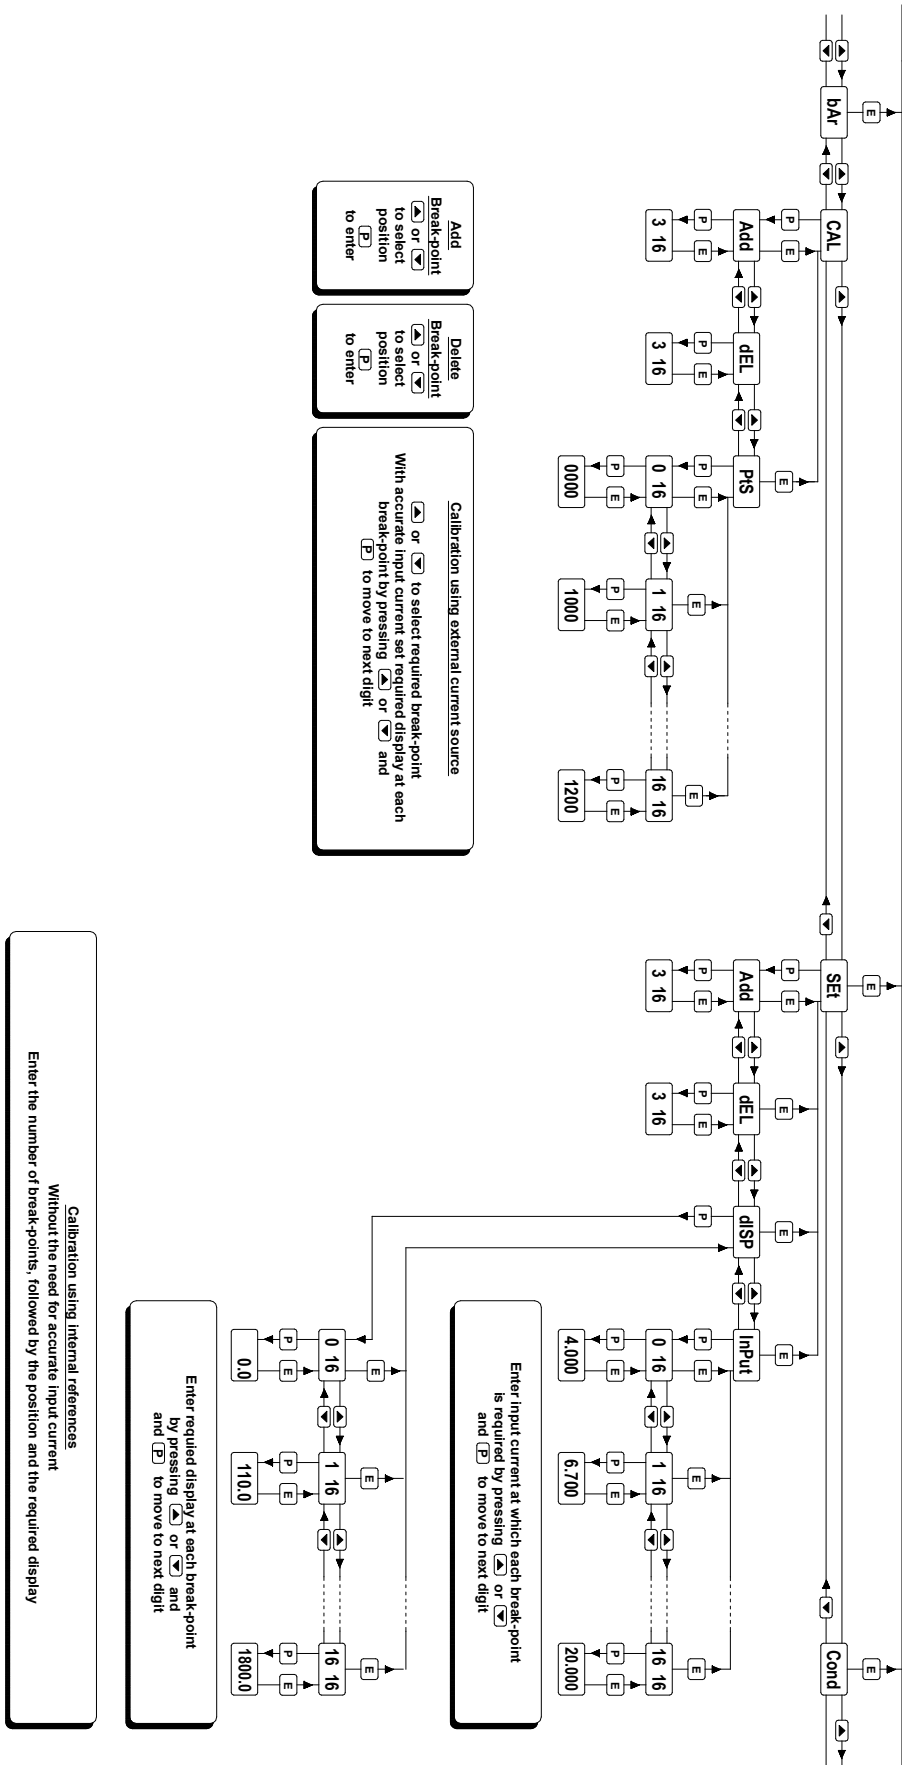 bAr
E
CAL
SEt
E
Cond
E
P
E
P
E
Add
dEL
PtS
E
Add
dEL
E
dISP
E
InPut
E
P
E
P
E
P
E
P
E
P
E
P
P
E
3 16
3 16
0 16
1 16
E
16 16
E
3 16
3 16
0 16
1 16
E
16 16
E
P
E
P
E
P
E
P
E
P
E
P
E
0000
1000
1200
4.000
6.700
20.000
Add
Break-point
or
to select
position
P
to enter
Delete
Break-point
or
to select
position
P
to enter
Calibration using external current source
or to select required break-point
With accurate input current set required display at each
break-point by pressing or and
P to move to next digit
Enter input current at which each break-point
is required by pressing or
and P to move to next digit
E
E
E
0 16
1 16
16 16
P
E
P
E
P
E
0.0
110.0
1800.0
Enter requied display at each break-point
by pressing or and
and P to move to next digit
Calibration using internal references
Without the need for accurate input current
Enter the number of break-points, followed by the position and the required display